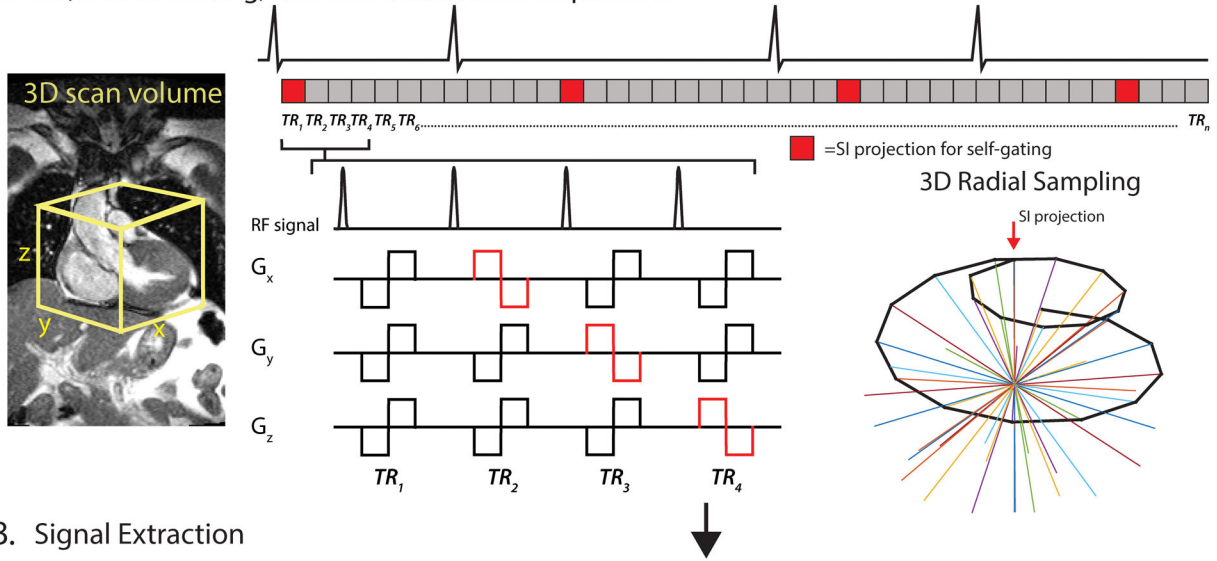 3D scan volume
TR1 TR2 TR3 TR4 TR5 TR6 TRn
=SI projection for self-gating
3D Radial Sampling
SI projection
RF signal
Gx
Gy
Gz
z
y
x
TR1 TR2 TR3 TR4
Signal Extraction